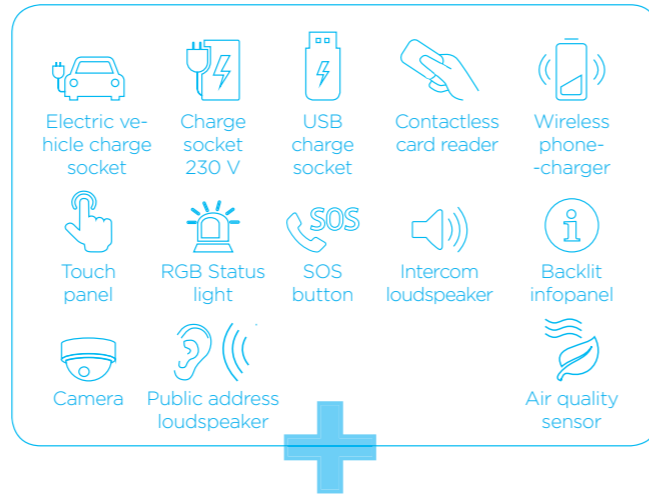 Electric ve-
hicle charge
socket
Charge
socket
230 V
USB
charge
socket
Contactless
card reader
Wireless
phone-
-charger
Touch
panel
RGB Status
light
SOS
SOS
button
Intercom
loudspeaker
i
Backlit
infopanel
Camera
Public address
loudspeaker
Air quality
sensor